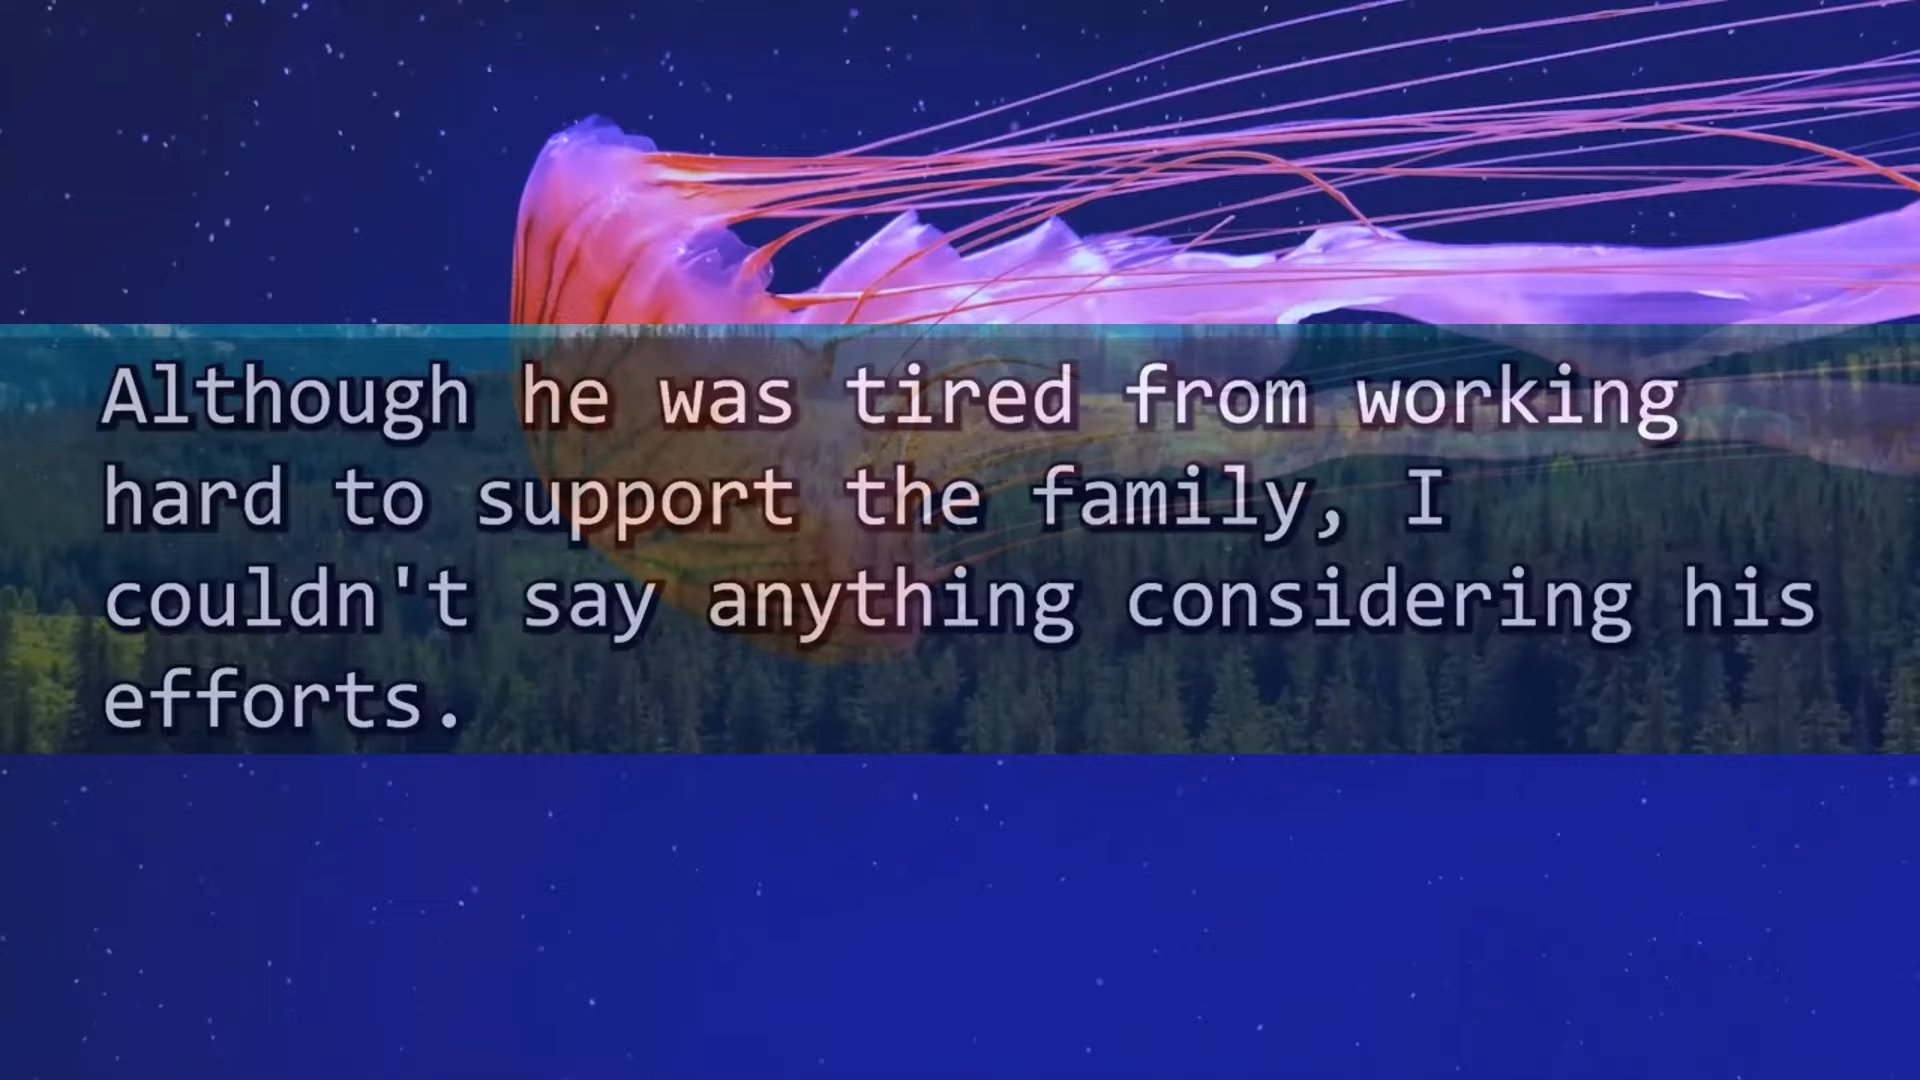 Although he was tired from working
hard to support the family, I
couldn't say anything considering his
efforts.